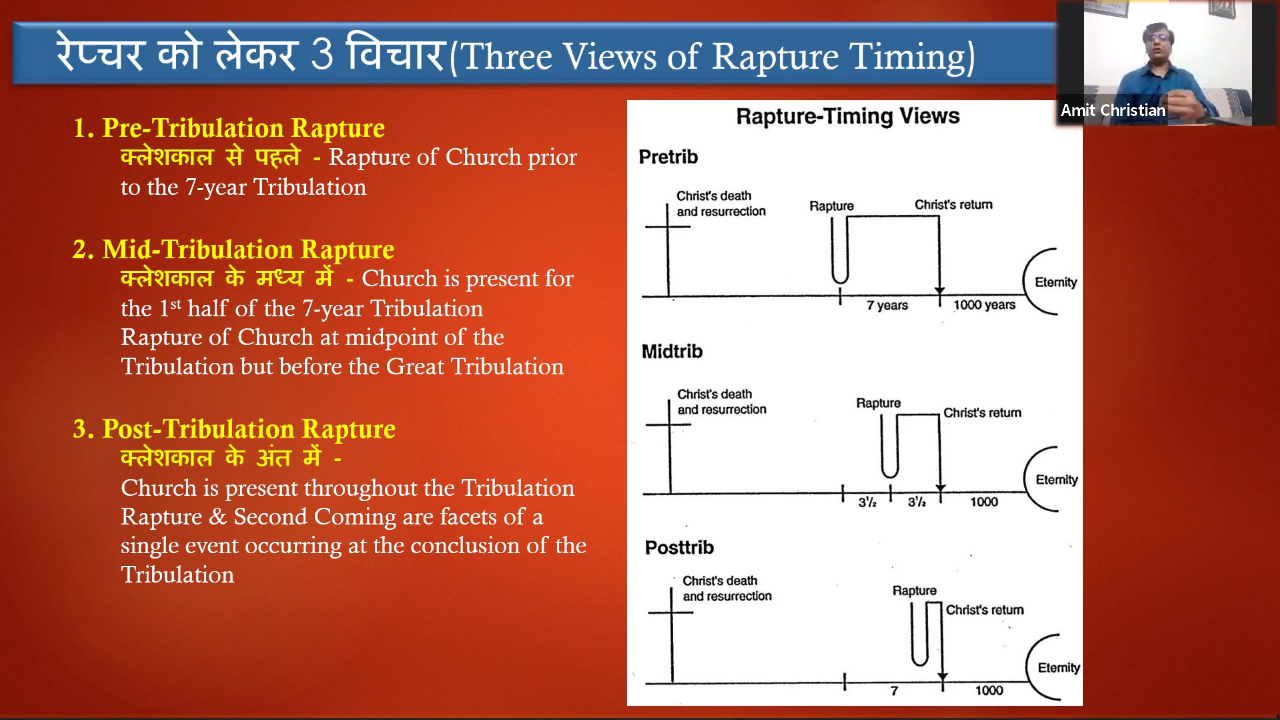 रेप्चर को लेकर 3 विचार(Three Views of Rapture Timing)
Amit Christian
1. Pre-Tribulation Rapture
क्लेशकाल से पहले - Rapture of Church prior
to the 7-year Tribulation
2. Mid-Tribulation Rapture
क्लेशकाल के मध्य में - Church is present for
the 1st half of the 7-year Tribulation
Rapture of Church at midpoint of the
Tribulation but before the Great Tribulation
3. Post-Tribulation Rapture
क्लेशकाल के अंत में -
Church is present throughout the Tribulation
Rapture & Second Coming are facets of a
single event occurring at the conclusion of the
Tribulation
Rapture-Timing Views
Pretrib
Christ's death
and resurrection
Rapture
Christ's return
Eternity
7 years
1000 years
Midtrib
Christ's death
and resurrection
Rapture
Christ's return
Eternity
3½
3½
1000
Posttrib
Christ's death
and resurrection
Rapture
Christ's return
Eternity
7
1000